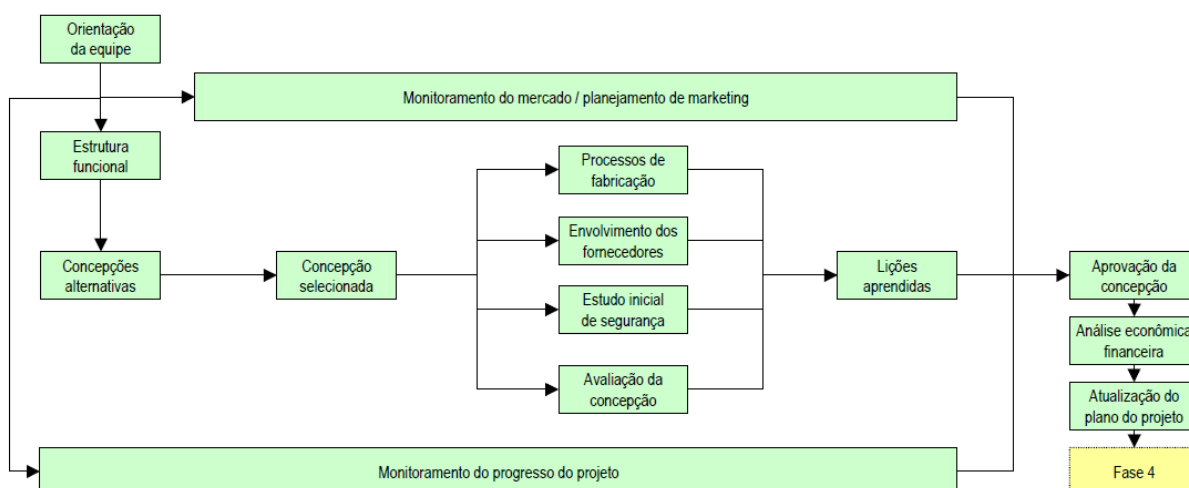 Orientação
da equipe
Monitoramento do mercado / planejamento de marketing
Estrutura
funcional
Processos de
fabricação
Envolvimento dos
fornecedores
Concepções
alternativas
Concepção
selecionada
Estudo inicial
de segurança
Avaliação da
concepção
Lições
aprendidas
Aprovação da
concepção
Análise econômica
financeira
Atualização do
plano do projeto
Monitoramento do progresso do projeto
Fase 4